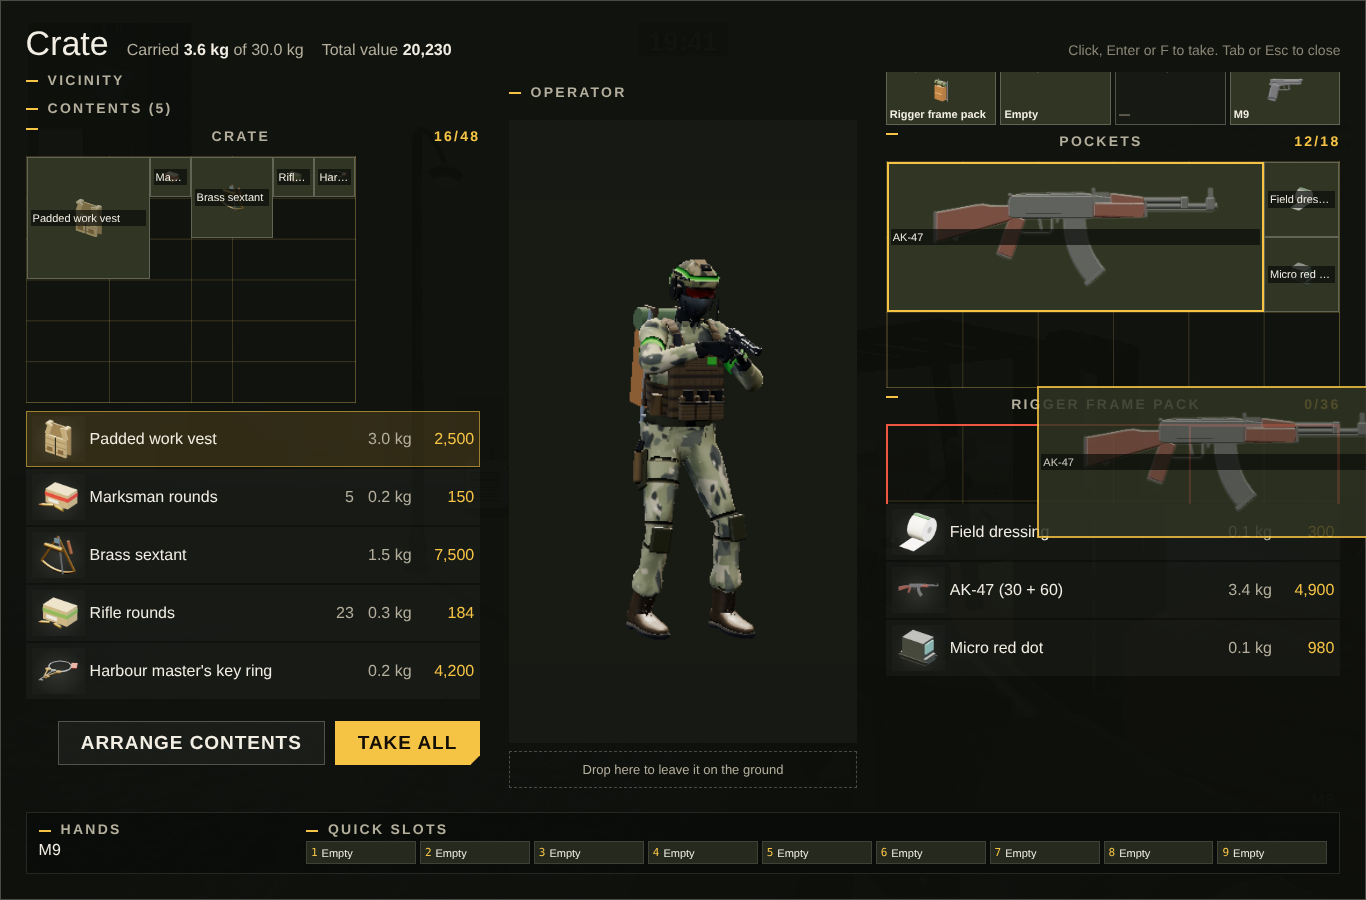 Crate
Carried 3.6 kg of 30.0 kg
Total value 20,230
19:41
Click, Enter or F to take. Tab or Esc to close
VICINITY
CONTENTS (5)
CRATE
16/48
Padded work vest
Ma…
Brass sextant
Rifl…
Har…
Padded work vest 3.0 kg 2,500
Marksman rounds 5 0.2 kg 150
Brass sextant 1.5 kg 7,500
Rifle rounds 23 0.3 kg 184
Harbour master's key ring 0.2 kg 4,200
ARRANGE CONTENTS
TAKE ALL
OPERATOR
Drop here to leave it on the ground
Rigger frame pack
Empty
—
M9
POCKETS
12/18
AK-47
Field dres…
Micro red …
RIGGER FRAME PACK
0/36
AK-47
Field dressing 0.1 kg 300
AK-47 (30 + 60) 3.4 kg 4,900
Micro red dot 0.1 kg 980
HANDS
M9
QUICK SLOTS
1 Empty
2 Empty
3 Empty
4 Empty
5 Empty
6 Empty
7 Empty
8 Empty
9 Empty